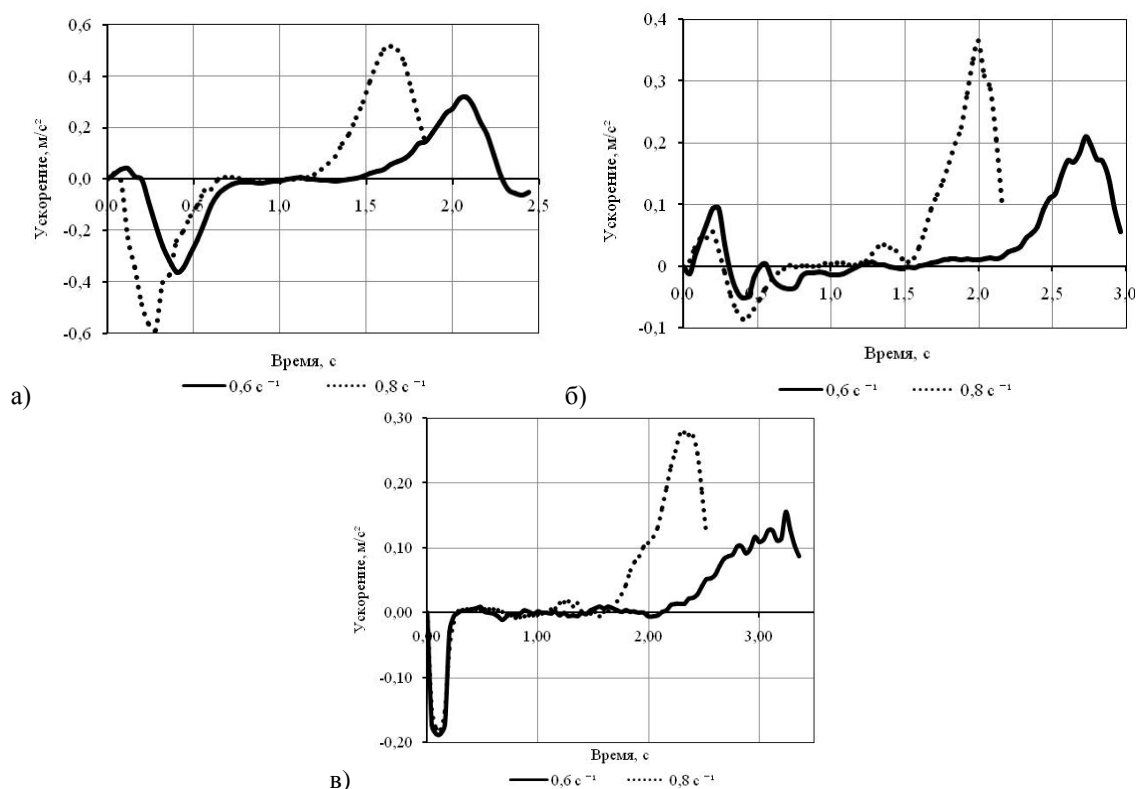 0,6
0,4
0,2
0,0
-0,2
-0,4
-0,6
Ускорение, м/с²
0,0 0,5 1,0 1,5 2,0 2,5
Время, с
0,6 с ⁻¹ 0,8 с ⁻¹
а)
0,4
0,3
0,2
0,1
0
-0,1
Ускорение, м/с²
0,0 0,5 1,0 1,5 2,0 2,5 3,0
Время, с
0,6 с ⁻¹ 0,8 с ⁻¹
б)
0,30
0,20
0,10
0,00
-0,10
-0,20
Ускорение, м/с²
0,00 1,00 2,00 3,00
Время, с
0,6 с ⁻¹ 0,8 с ⁻¹
в)